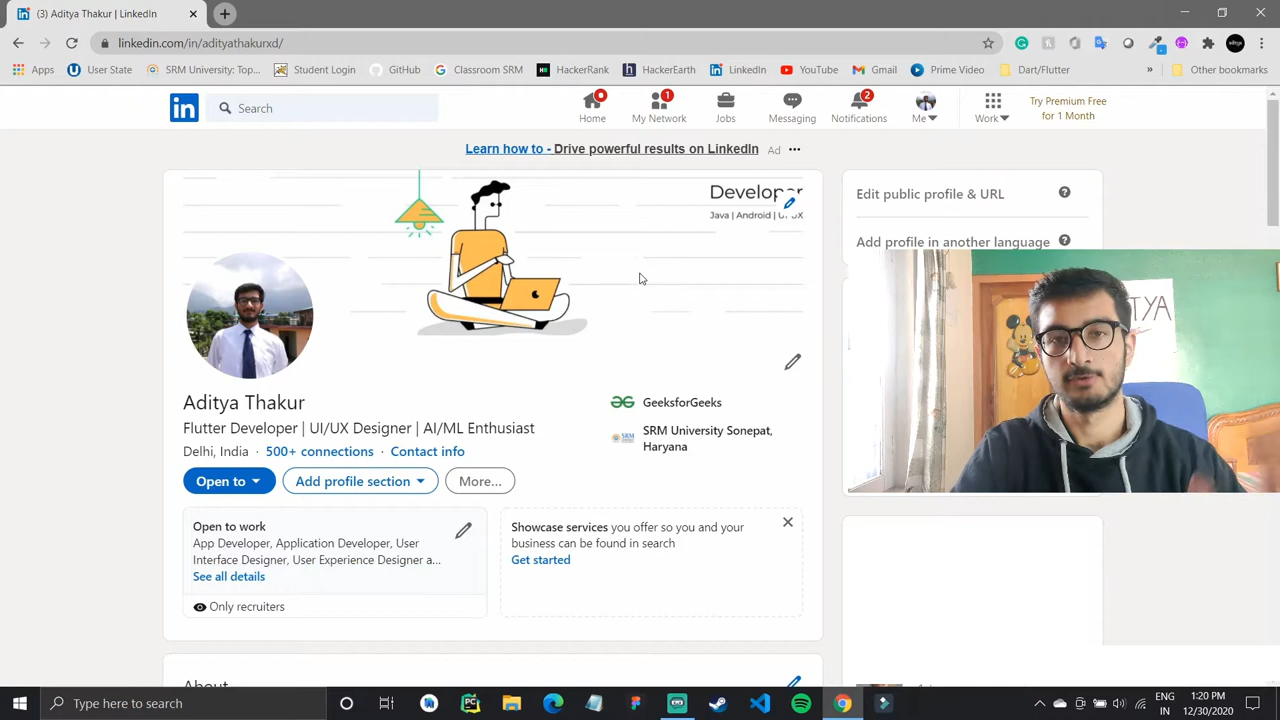 (3) Aditya Thakur | LinkedIn
linkedin.com/in/adityathakurxd/
Apps
User State
SRM University: Top...
Student Login
GitHub
Classroom SRM
HackerRank
HackerEarth
LinkedIn
YouTube
Gmail
Prime Video
Dart/Flutter
»
Other bookmarks
in
Search
Home
1
My Network
Jobs
Messaging
2
Notifications
Me
Work
Try Premium Free
for 1 Month
Learn how to - Drive powerful results on LinkedIn
Ad
Developer
Java | Android | UI UX
Edit public profile & URL
Add profile in another language
Aditya Thakur
Flutter Developer | UI/UX Designer | AI/ML Enthusiast
Delhi, India · 500+ connections · Contact info
GeeksforGeeks
SRM University Sonepat,
Haryana
Open to
Add profile section
More...
Open to work
App Developer, Application Developer, User
Interface Designer, User Experience Designer a...
See all details
Only recruiters
Showcase services you offer so you and your
business can be found in search
Get started
About
Type here to search
ENG
IN
1:20 PM
12/30/2020